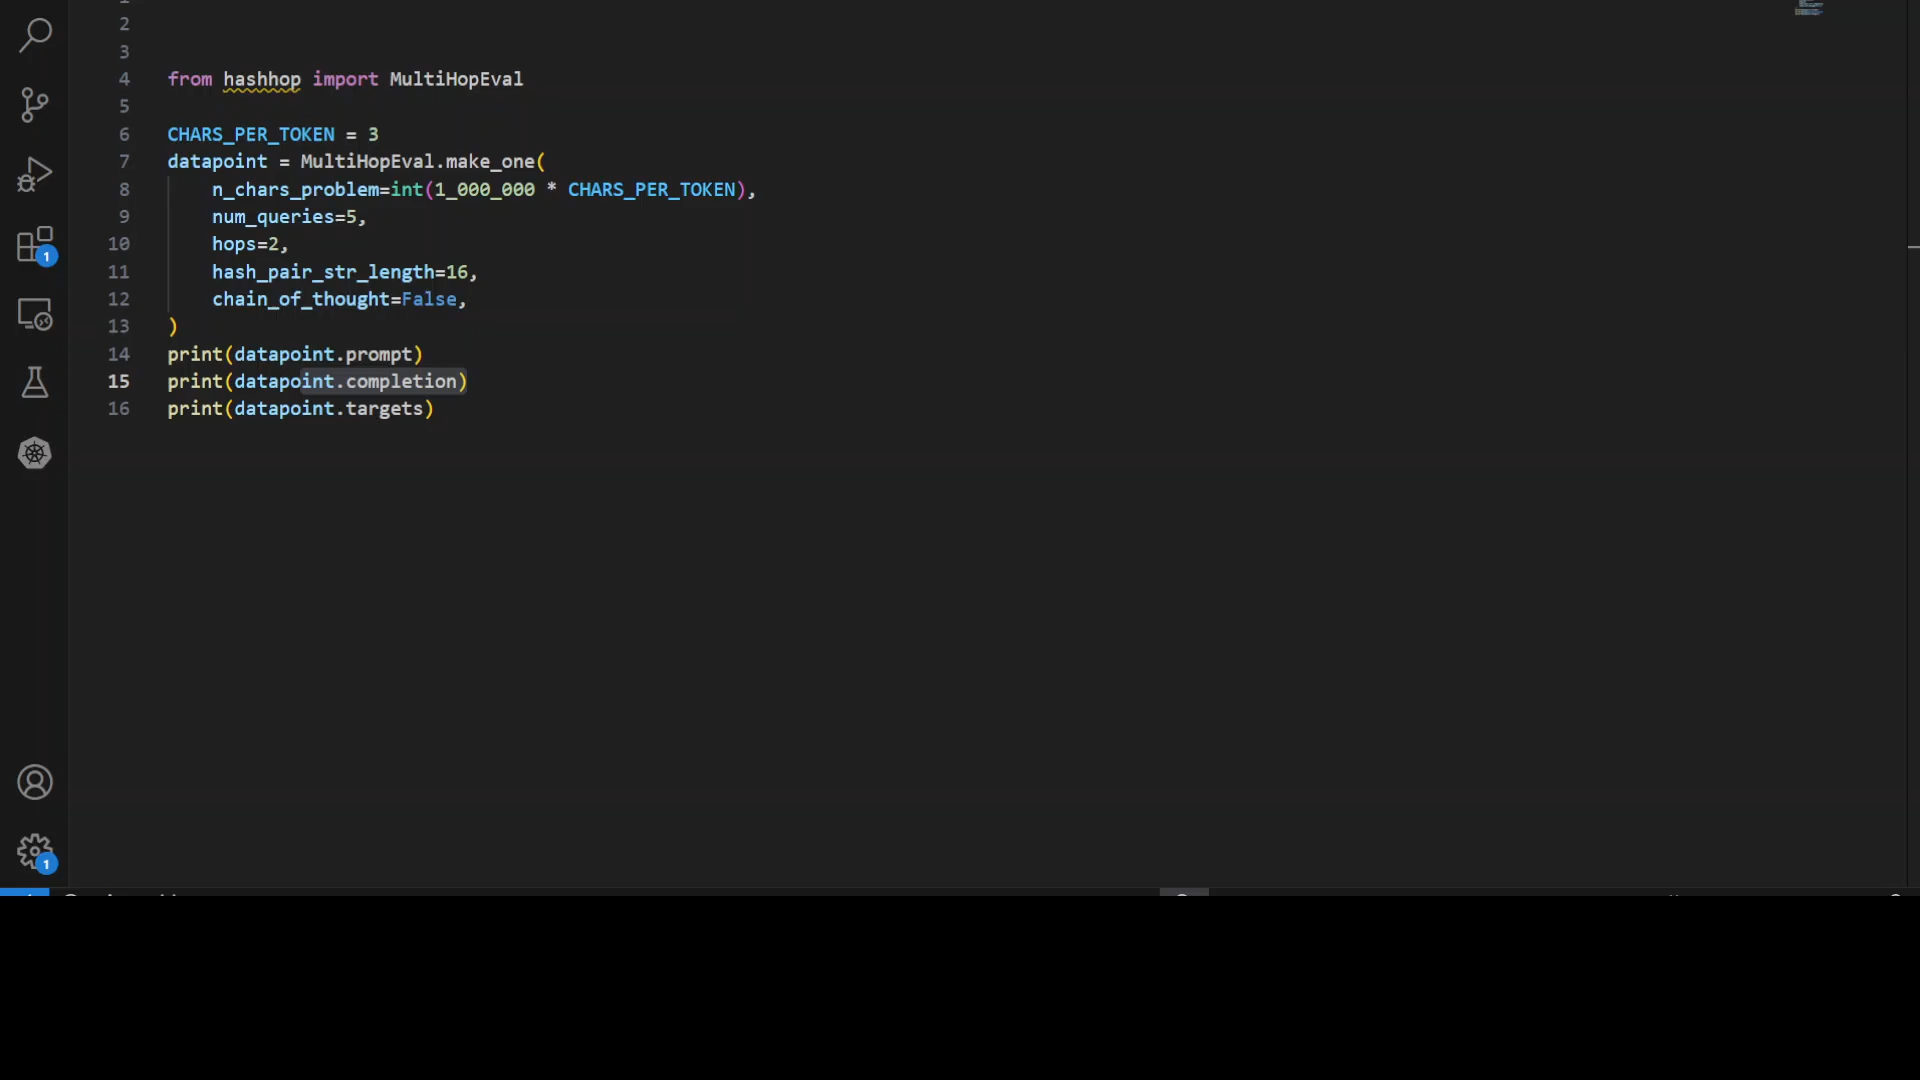 2
3
4 from hashhop import MultiHopEval
5
6 CHARS_PER_TOKEN = 3
7 datapoint = MultiHopEval.make_one(
8 n_chars_problem=int(1_000_000 * CHARS_PER_TOKEN),
9 num_queries=5,
10 hops=2,
11 hash_pair_str_length=16,
12 chain_of_thought=False,
13 )
14 print(datapoint.prompt)
15 print(datapoint.completion)
16 print(datapoint.targets)
1
1